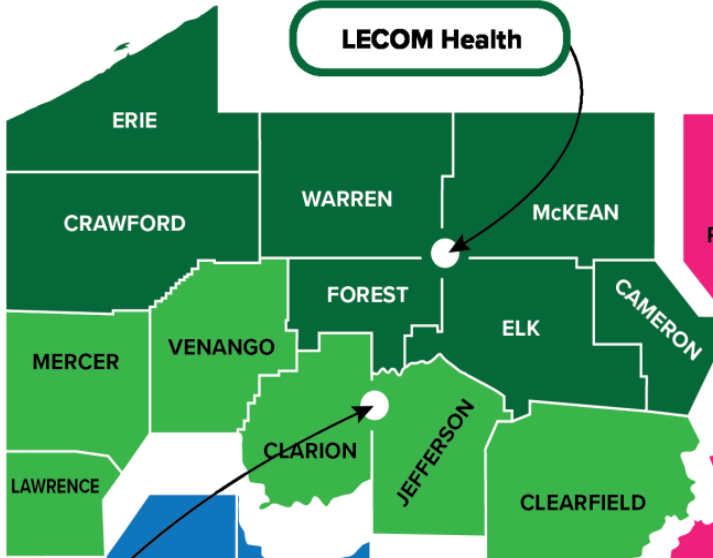 LECOM Health
ERIE
WARREN
McKEAN
CRAWFORD
FOREST
CAMERON
ELK
VENANGO
MERCER
CLARION
JEFFERSON
LAWRENCE
CLEARFIELD